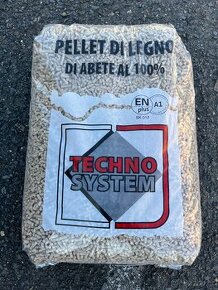 PELLET DI LEGNO
DI ABETE AL 100%
EN
plus
A1
TECHNO
SYSTEM